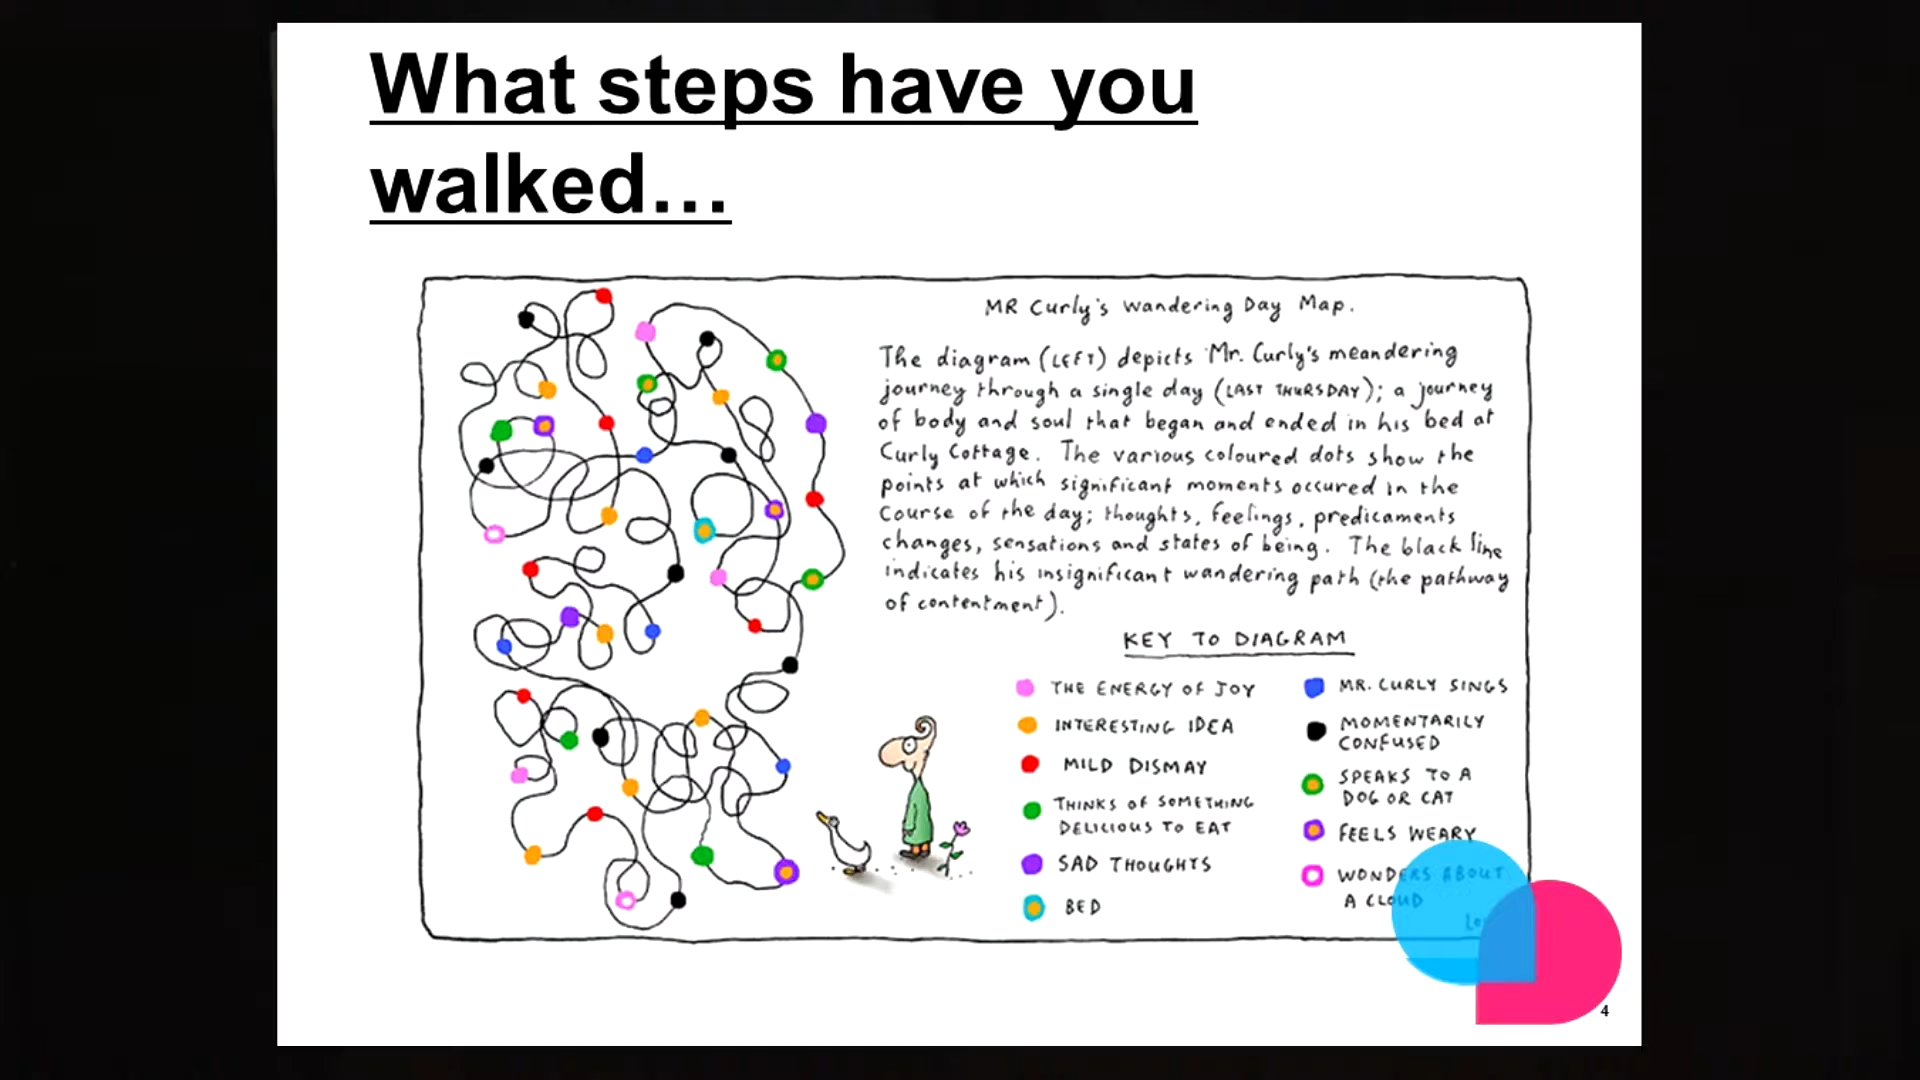 What steps have you
walked...
MR Curly's Wandering Day Map.
The diagram (LEFT) depicts Mr. Curly's meandering
journey through a single day (LAST THURSDAY); a journey
of body and soul that began and ended in his bed at
Curly Cottage. The various coloured dots show the
points at which significant moments occured in the
Course of the day; thoughts, feelings, predicaments
changes, sensations and states of being. The black line
indicates his insignificant wandering path (the pathway
of contentment).
KEY TO DIAGRAM
THE ENERGY OF JOY
INTERESTING IDEA
MILD DISMAY
THINKS OF SOMETHING
DELICIOUS TO EAT
SAD THOUGHTS
BED
MR. CURLY SINGS
MOMENTARILY
CONFUSED
SPEAKS TO A
DOG OR CAT
FEELS WEARY
WONDERS ABOUT
A CLOUD
4